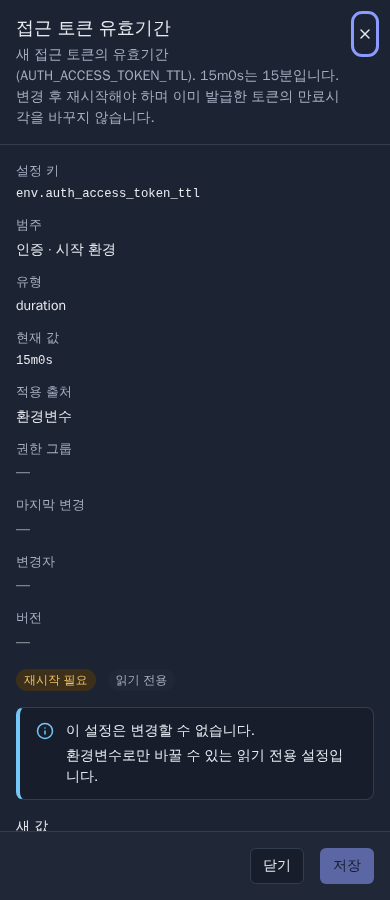 접근 토큰 유효기간
새 접근 토큰의 유효기간
(AUTH_ACCESS_TOKEN_TTL). 15m0s는 15분입니다.
변경 후 재시작해야 하며 이미 발급한 토큰의 만료시
각을 바꾸지 않습니다.
설정 키
env.auth_access_token_ttl
범주
인증 · 시작 환경
유형
duration
현재 값
15m0s
적용 출처
환경변수
권한 그룹
—
마지막 변경
—
변경자
—
버전
—
재시작 필요 읽기 전용
이 설정은 변경할 수 없습니다.
환경변수로만 바꿀 수 있는 읽기 전용 설정입
니다.
새 값
닫기 저장